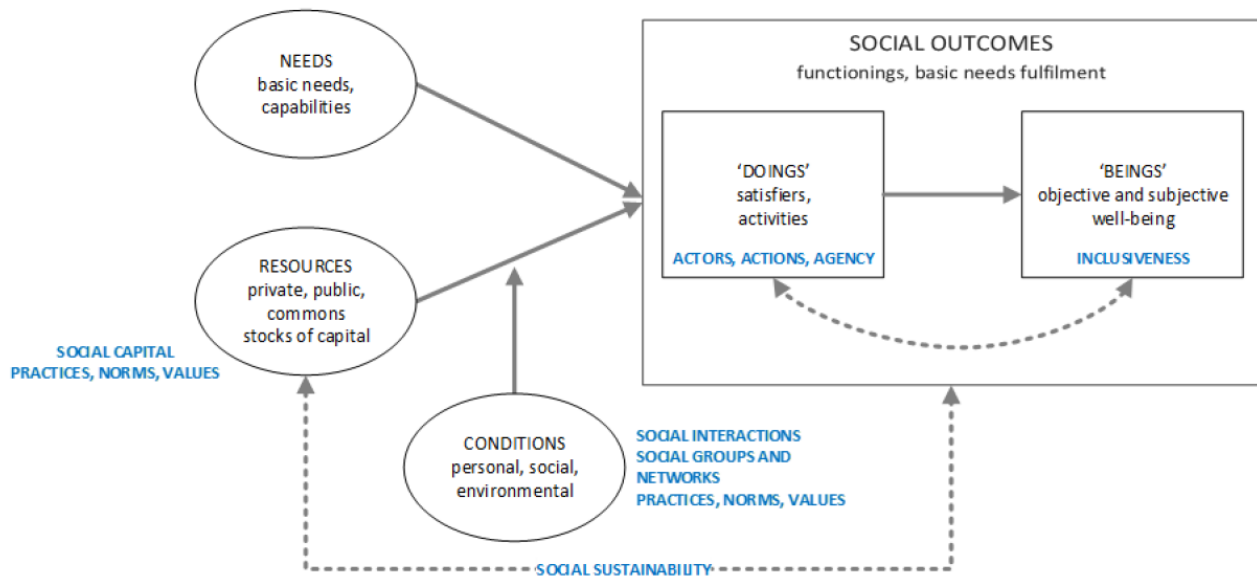 NEEDS
basic needs,
capabilities
SOCIAL OUTCOMES
functionings, basic needs fulfilment
'DOINGS'
satisfiers,
activities
ACTORS, ACTIONS, AGENCY
'BEINGS'
objective and subjective
well-being
INCLUSIVENESS
RESOURCES
private, public,
commons
stocks of capital
SOCIAL CAPITAL
PRACTICES, NORMS, VALUES
CONDITIONS
personal, social,
environmental
SOCIAL INTERACTIONS
SOCIAL GROUPS AND
NETWORKS
PRACTICES, NORMS, VALUES
SOCIAL SUSTAINABILITY